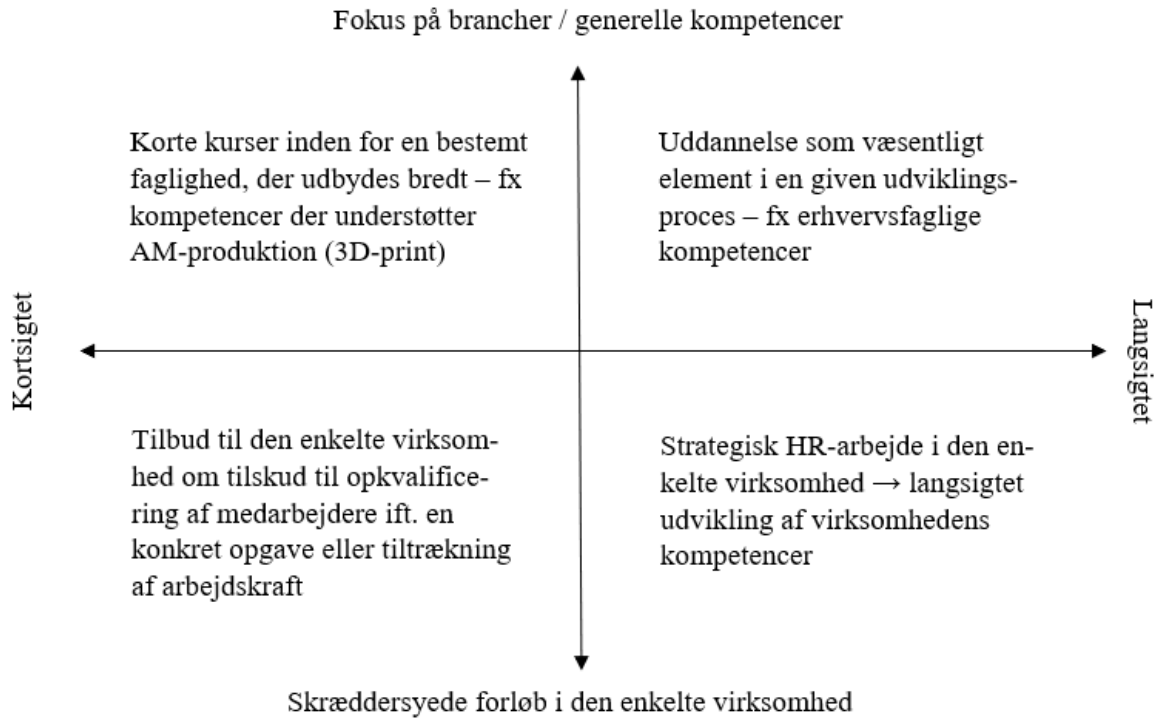 Fokus på brancher / generelle kompetencer
Korte kurser inden for en bestemt
faglighed, der udbydes bredt – fx
kompetencer der understøtter
AM-produktion (3D-print)
Uddannelse som væsentligt
element i en given udviklings-
proces – fx erhvervsfaglige
kompetencer
Kortsigtet
Langsigtet
Tilbud til den enkelte virksom-
hed om tilskud til opkvalifice-
ring af medarbejdere ift. en
konkret opgave eller tiltrækning
af arbejdskraft
Strategisk HR-arbejde i den en-
kelte virksomhed → langsigtet
udvikling af virksomhedens
kompetencer
Skræddersyede forløb i den enkelte virksomhed